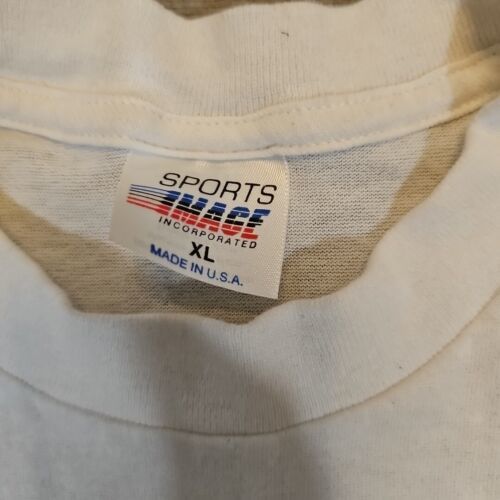 SPORTS
IMAGE
INCORPORATED
XL
MADE IN U.S.A.